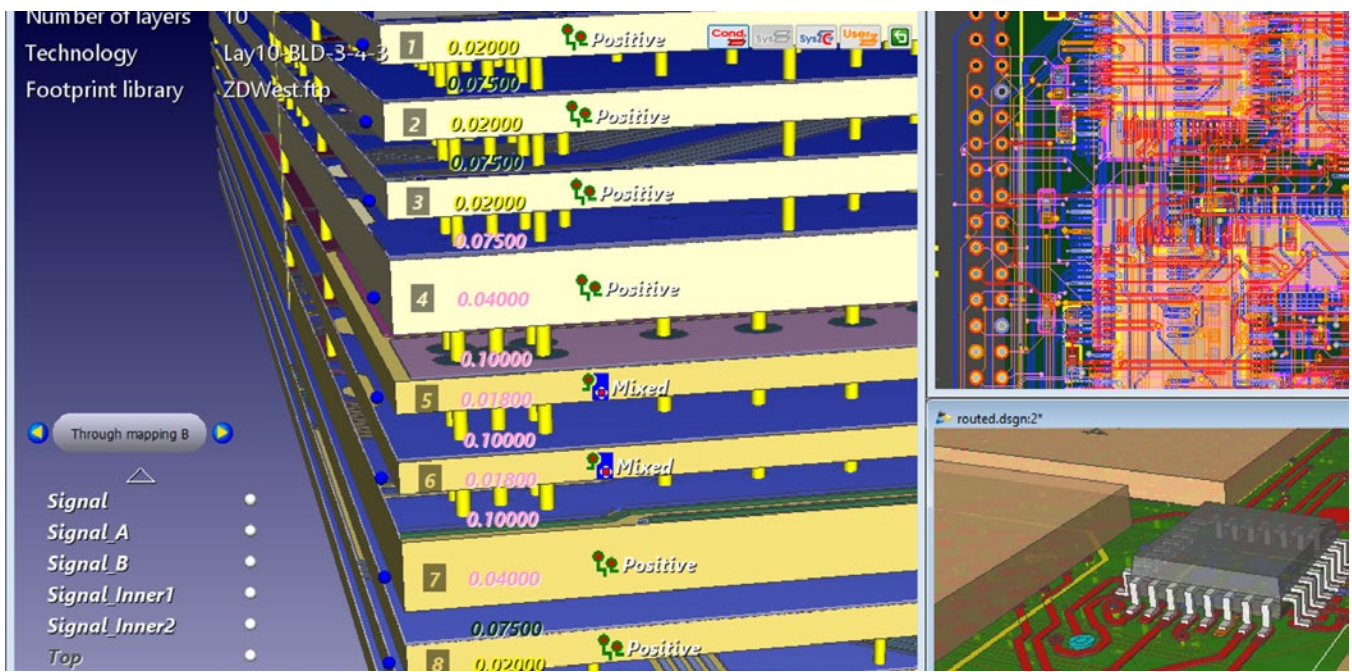 Number of layers 10
Technology Lay10-BLD-3-4-3
Footprint library ZDWest.ftp
Cond. Sys Sys User
1 0.02000 Positive
0.07500
2 0.02000 Positive
0.07500
3 0.02000 Positive
0.07500
4 0.04000 Positive
0.10000
5 0.01800 Mixed
0.10000
6 0.01800 Mixed
0.10000
7 0.04000 Positive
0.07500
8 0.02000 Positive
Through mapping B
Signal
Signal_A
Signal_B
Signal_Inner1
Signal_Inner2
Top
routed.dsgn:2*